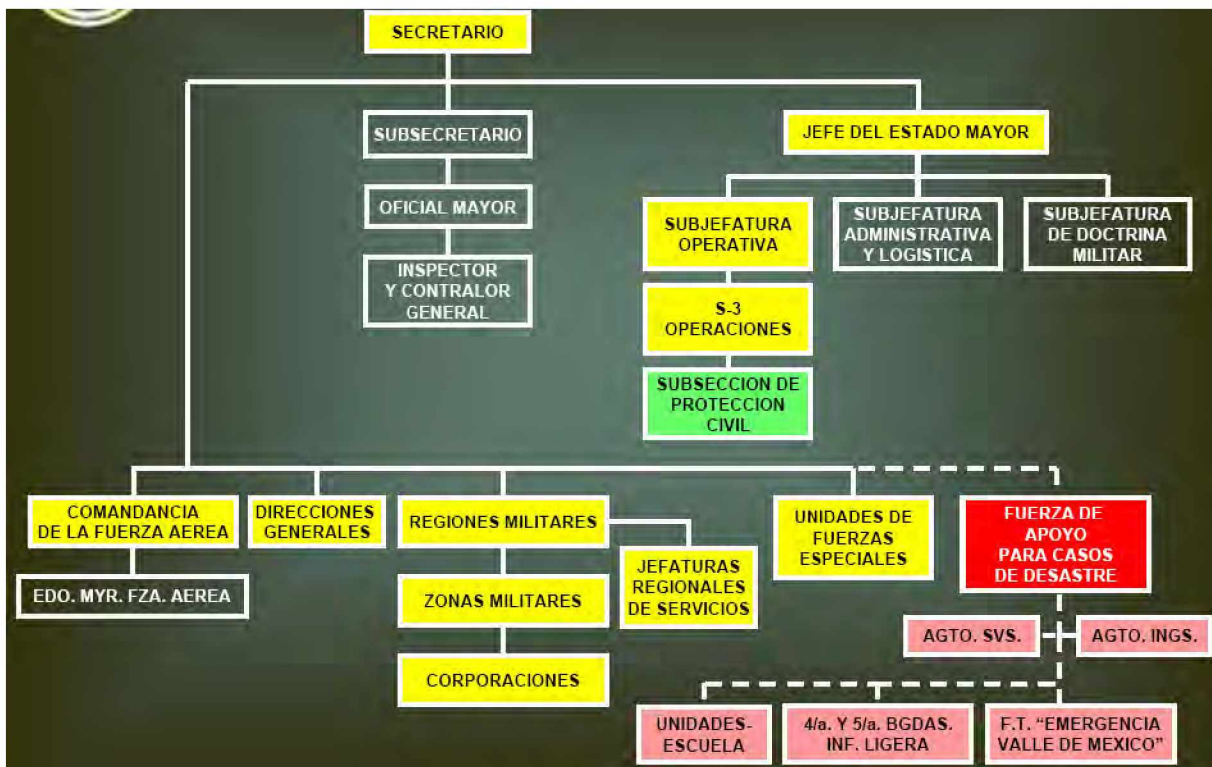 SECRETARIO
SUBSECRETARIO
JEFE DEL ESTADO MAYOR
OFICIAL MAYOR
INSPECTOR
Y CONTRALOR
GENERAL
SUBJEFATURA
OPERATIVA
SUBJEFATURA
ADMINISTRATIVA
Y LOGISTICA
SUBJEFATURA
DE DOCTRINA
MILITAR
S-3
OPERACIONES
SUBSECCION DE
PROTECCION
CIVIL
COMANDANCIA
DE LA FUERZA AEREA
DIRECCIONES
GENERALES
REGIONES MILITARES
UNIDADES DE
FUERZAS
ESPECIALES
FUERZA DE
APOYO
PARA CASOS
DE DESASTRE
EDO. MYR. FZA. AEREA
ZONAS MILITARES
JEFATURAS
REGIONALES
DE SERVICIOS
CORPORACIONES
AGTO. SVS.
AGTO. INGS.
UNIDADES-
ESCUELA
4/a. Y 5/a. BGDAS.
INF. LIGERA
F.T. “EMERGENCIA
VALLE DE MEXICO”